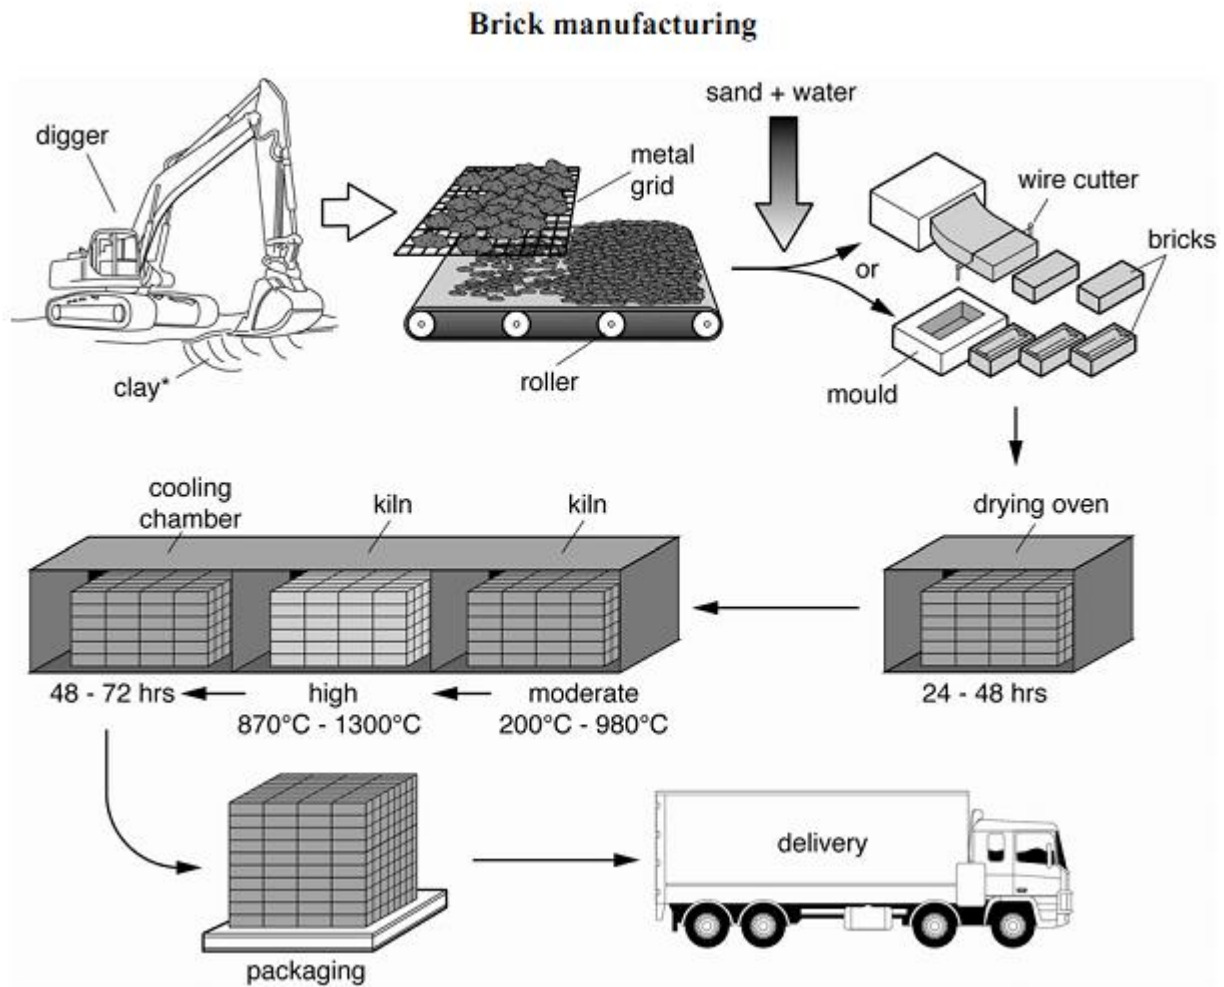 Brick manufacturing
digger
clay*
metal
grid
roller
sand + water
or
wire cutter
bricks
mould
drying oven
24 - 48 hrs
kiln
moderate
200°C - 980°C
kiln
high
870°C - 1300°C
cooling
chamber
48 - 72 hrs
packaging
delivery